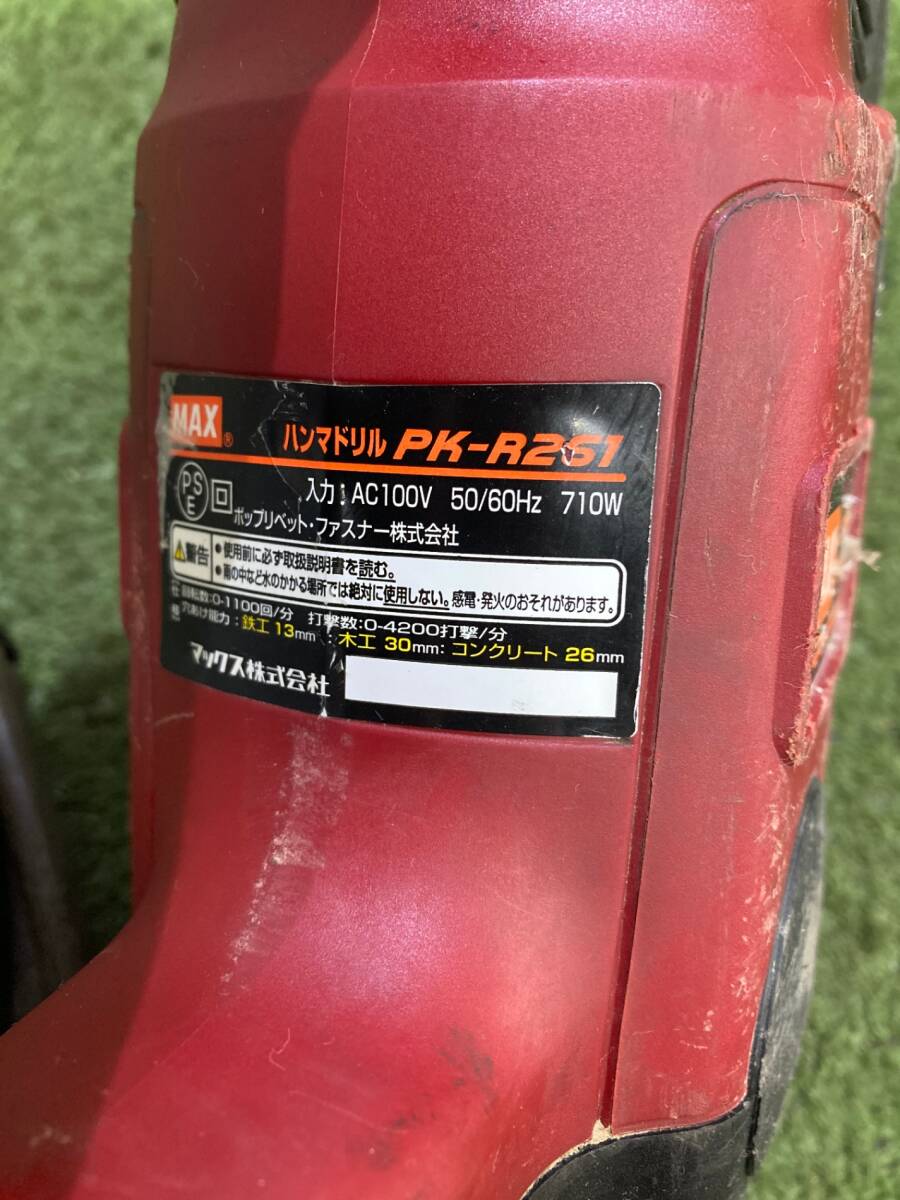 MAX®
ハンマドリル PK-R261
PSE
入力:AC100V 50/60Hz 710W
ポップリベット・ファスナー株式会社
警告
•使用前に必ず取扱説明書を読む。
•雨の中など水のかかる場所では絶対に使用しない。感電・発火のおそれがあります。
仕様
回転数:0-1100回/分 打撃数:0-4200打撃/分
穴あけ能力:鉄工 13mm:木工 30mm:コンクリート 26mm
マックス株式会社